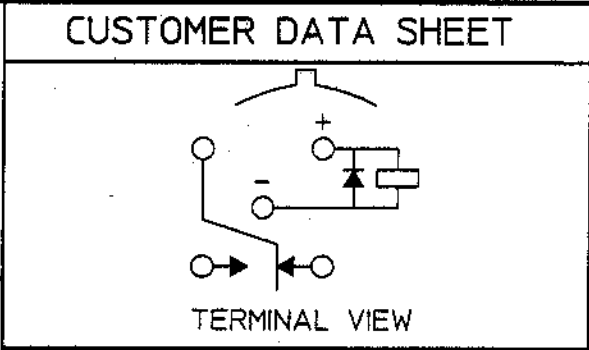 CUSTOMER DATA SHEET
+
-
TERMINAL VIEW